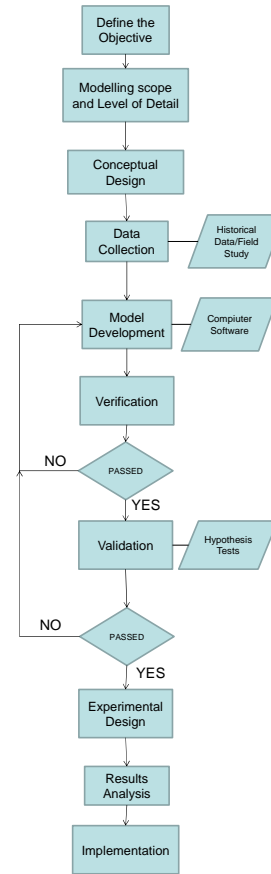 Define the
Objective
Modelling scope
and Level of Detail
Conceptual
Design
Data
Collection
Historical
Data/Field
Study
Model
Development
Compiuter
Software
Verification
PASSED
NO
YES
Validation
Hypothesis
Tests
PASSED
NO
YES
Experimental
Design
Results
Analysis
Implementation